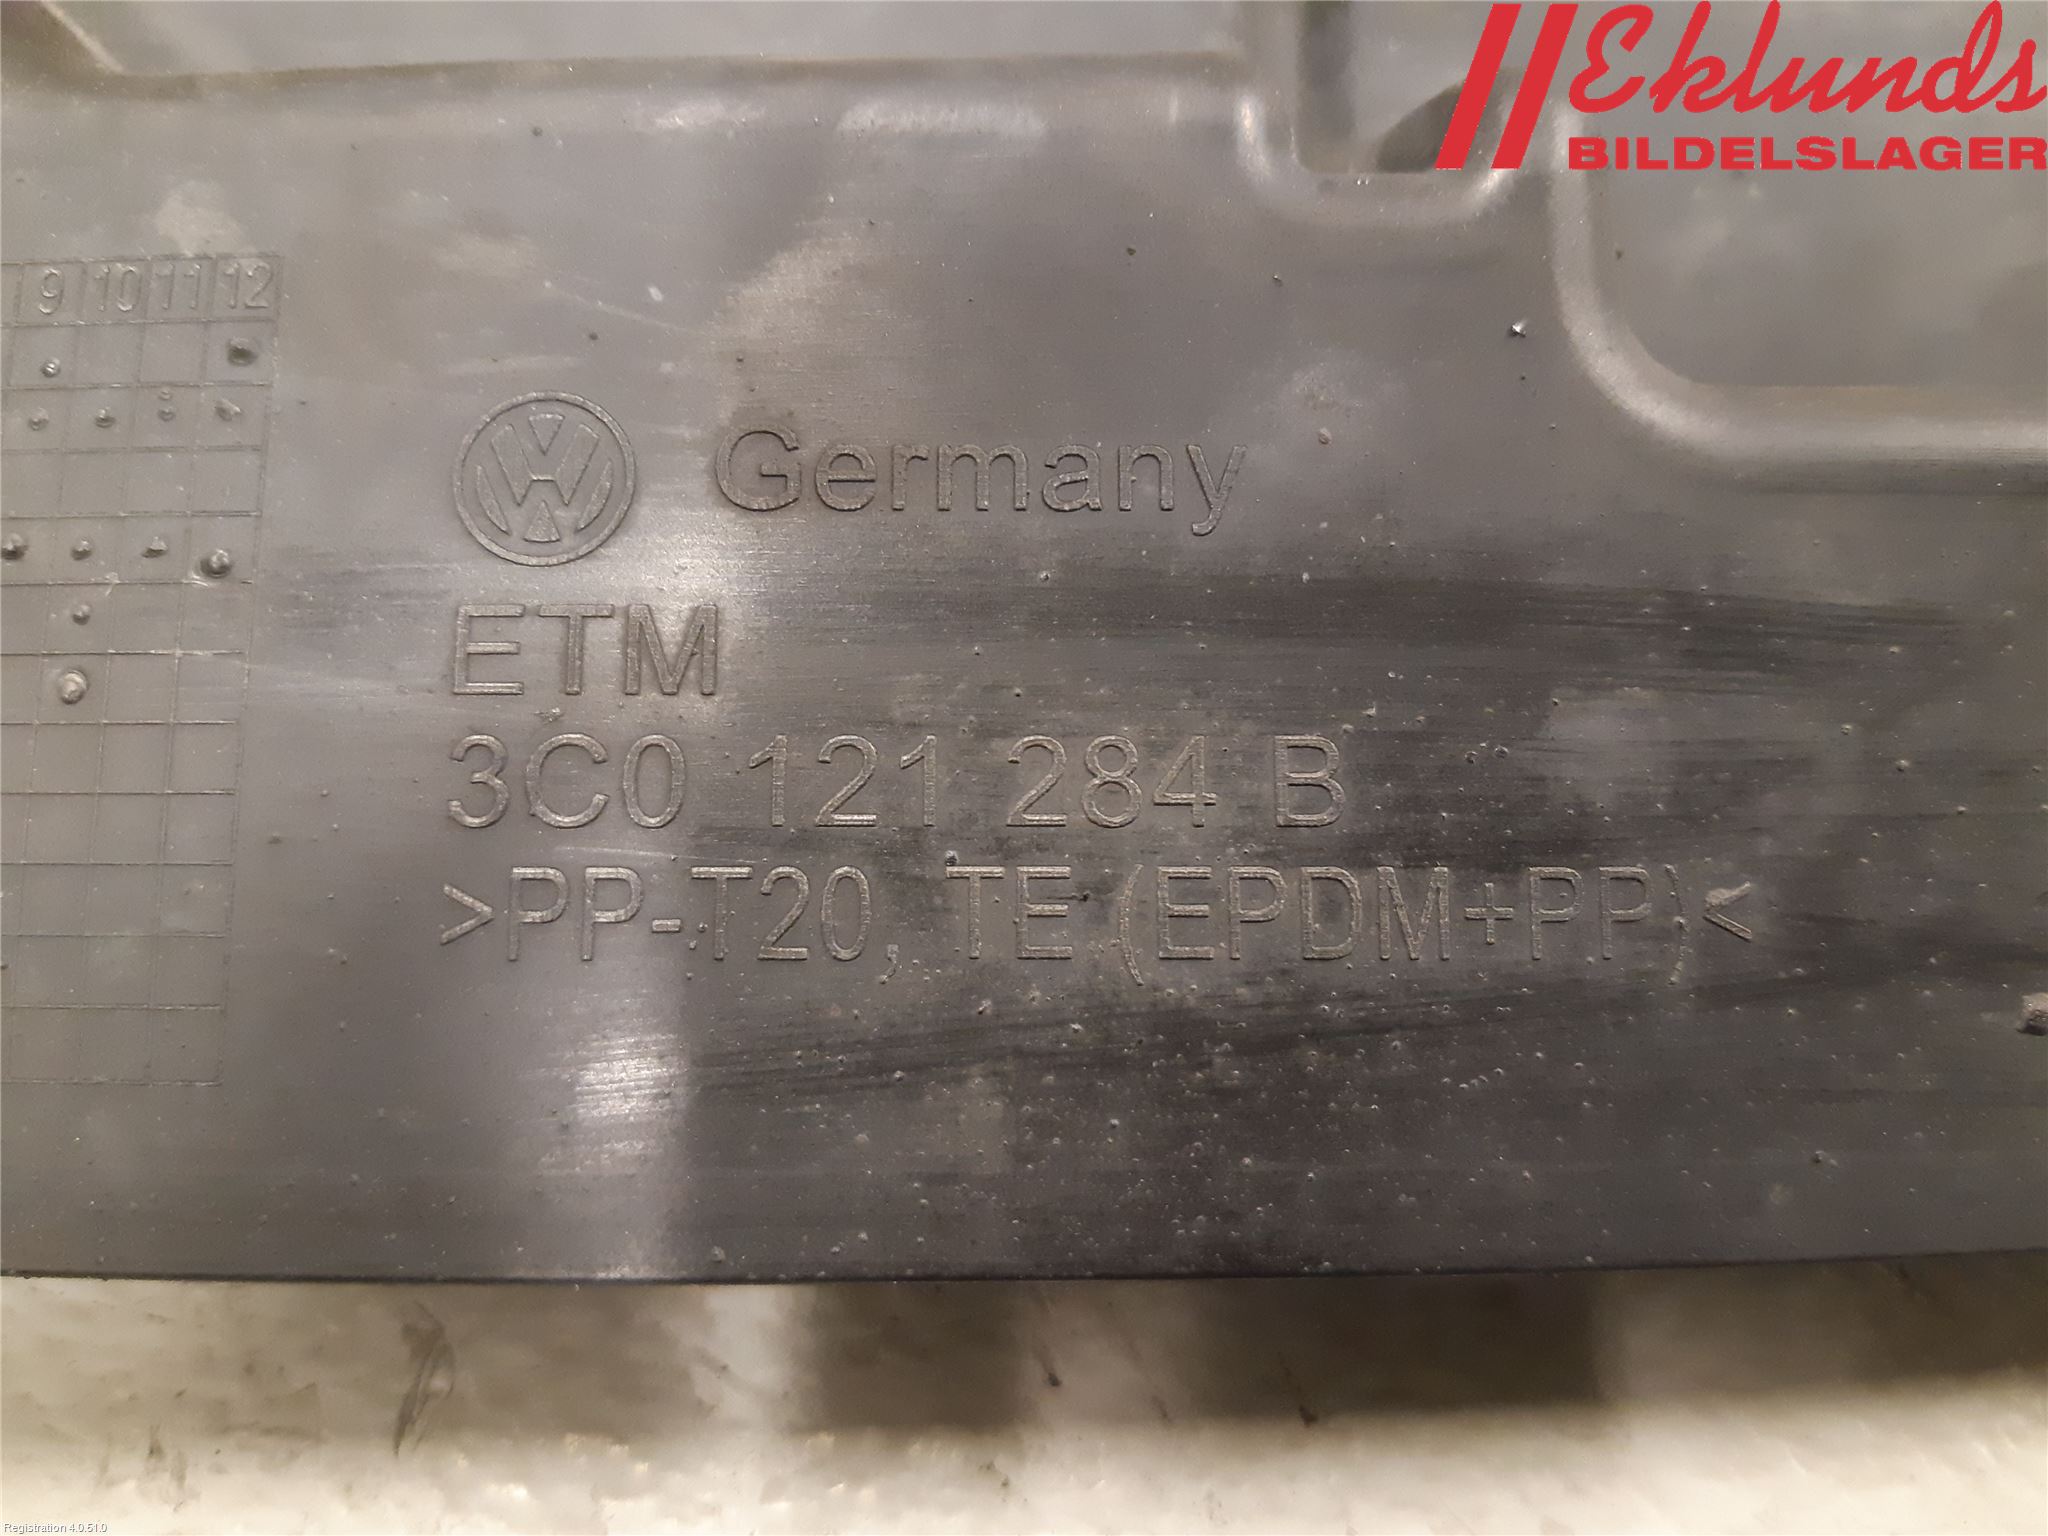 Eklunds
BILDELSLAGER
9 10 11 12
VW Germany
ETM
3C0 121 284 B
>PP-T20, TE (EPDM+PP)<
Registration 4.0.51.0